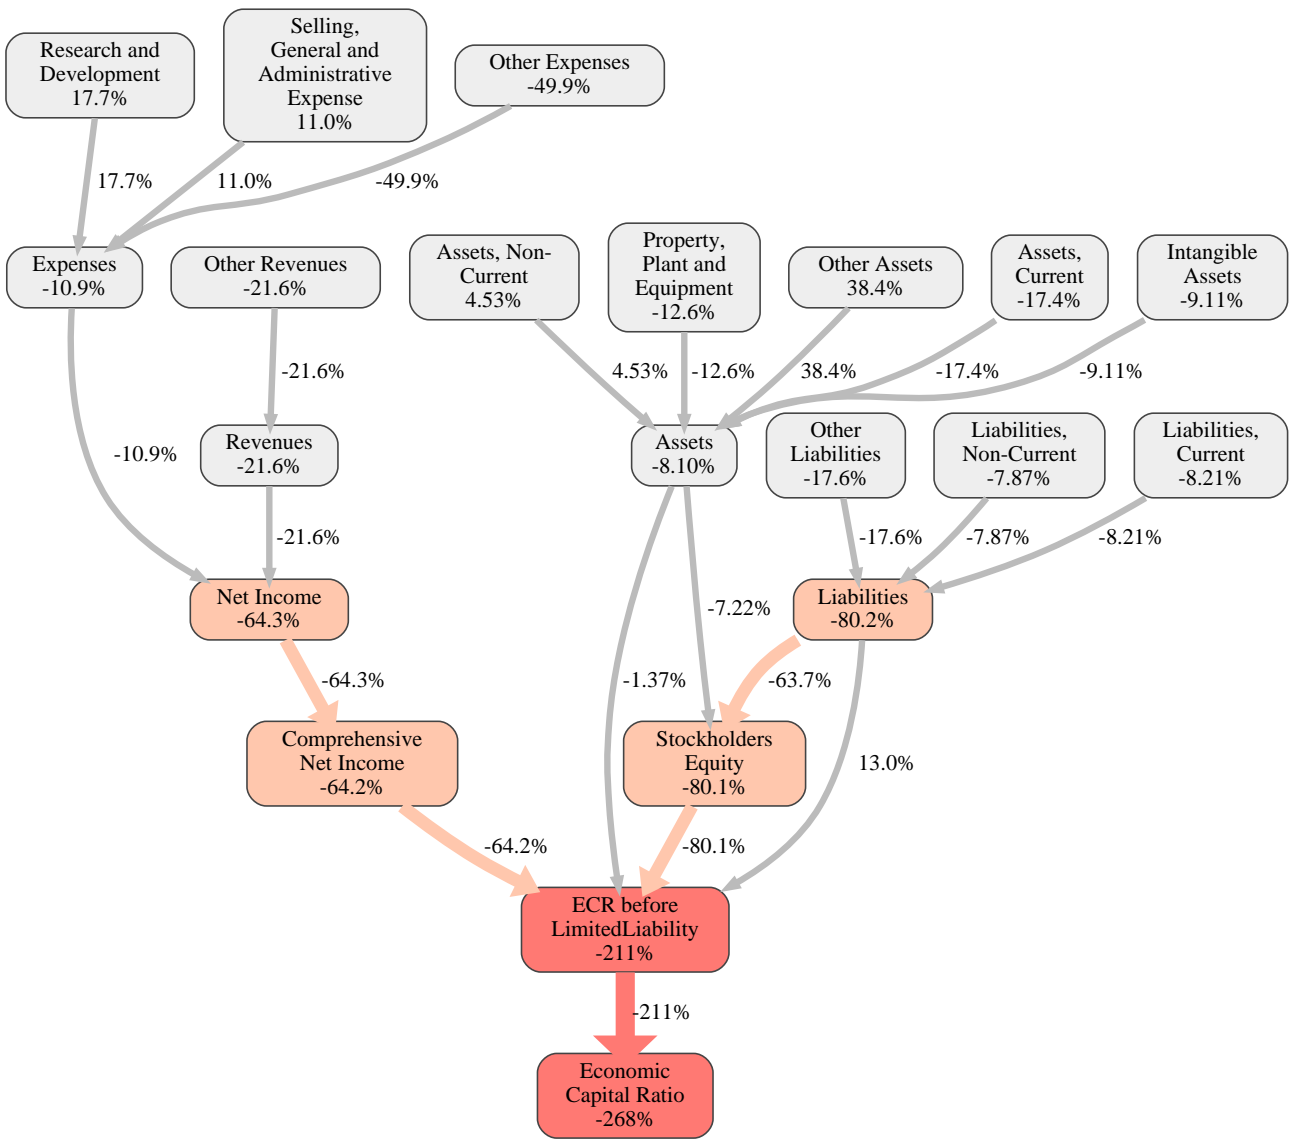 Research and
Development
17.7%
Selling,
General and
Administrative
Expense
11.0%
Other Expenses
-49.9%
17.7%
11.0%
-49.9%
Expenses
-10.9%
Other Revenues
-21.6%
Assets, Non-
Current
4.53%
Property,
Plant and
Equipment
-12.6%
Other Assets
38.4%
Assets,
Current
-17.4%
Intangible
Assets
-9.11%
-21.6%
4.53%
-12.6%
38.4%
-17.4%
-9.11%
-10.9%
Revenues
-21.6%
Assets
-8.10%
Other
Liabilities
-17.6%
Liabilities,
Non-Current
-7.87%
Liabilities,
Current
-8.21%
-21.6%
-17.6%
-7.87%
-8.21%
Net Income
-64.3%
-7.22%
Liabilities
-80.2%
-64.3%
-1.37%
-63.7%
Comprehensive
Net Income
-64.2%
Stockholders
Equity
-80.1%
13.0%
-64.2%
-80.1%
ECR before
LimitedLiability
-211%
-211%
Economic
Capital Ratio
-268%